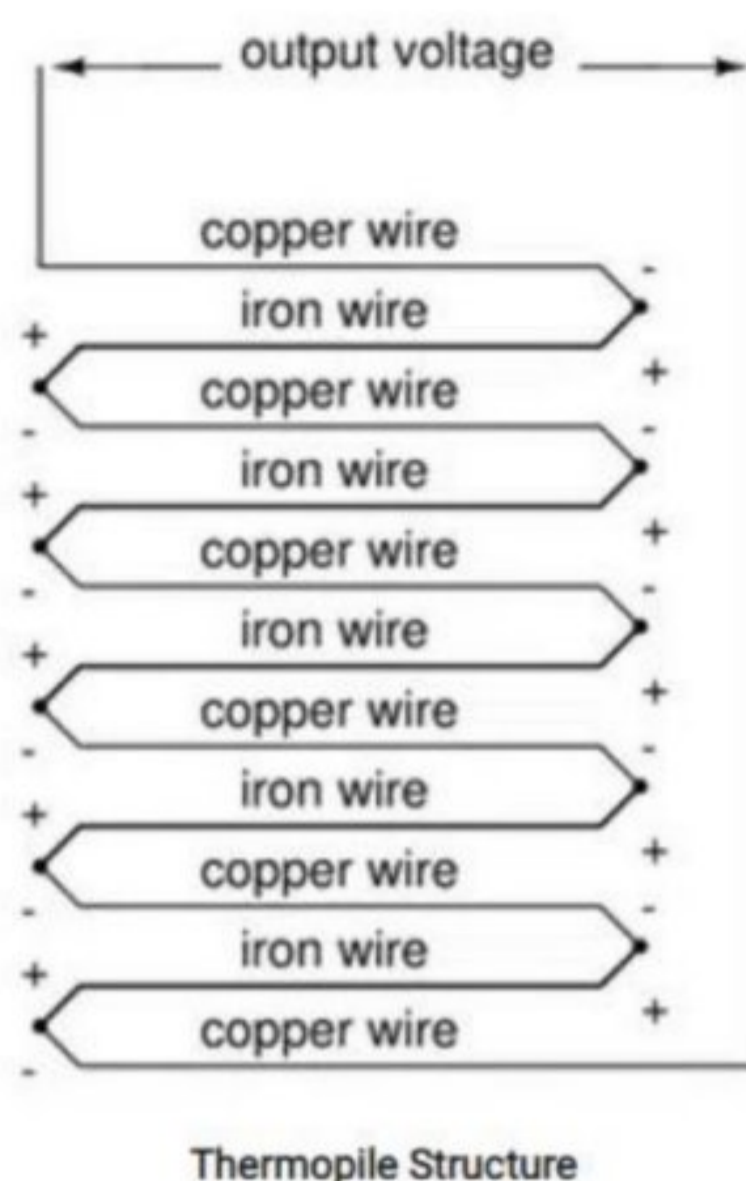 output voltage
copper wire
-
iron wire
+
+
copper wire
-
-
iron wire
+
+
copper wire
-
-
iron wire
+
+
copper wire
-
-
iron wire
+
+
copper wire
-
-
iron wire
+
+
copper wire
-
Thermopile Structure